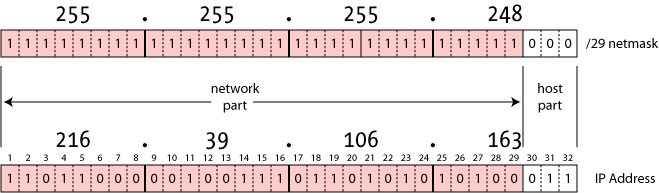 255 . 255 . 255 . 248
1 1 1 1 1 1 1 1 1 1 1 1 1 1 1 1 1 1 1 1 1 1 1 1 1 1 1 1 1 0 0 0 /29 netmask
network part
host part
216 . 39 . 106 . 163
1 2 3 4 5 6 7 8 9 10 11 12 13 14 15 16 17 18 19 20 21 22 23 24 25 26 27 28 29 30 31 32
1 1 0 1 1 0 0 0 0 0 1 0 0 1 1 1 0 1 1 0 1 0 1 0 1 0 1 0 0 0 1 1 IP Address